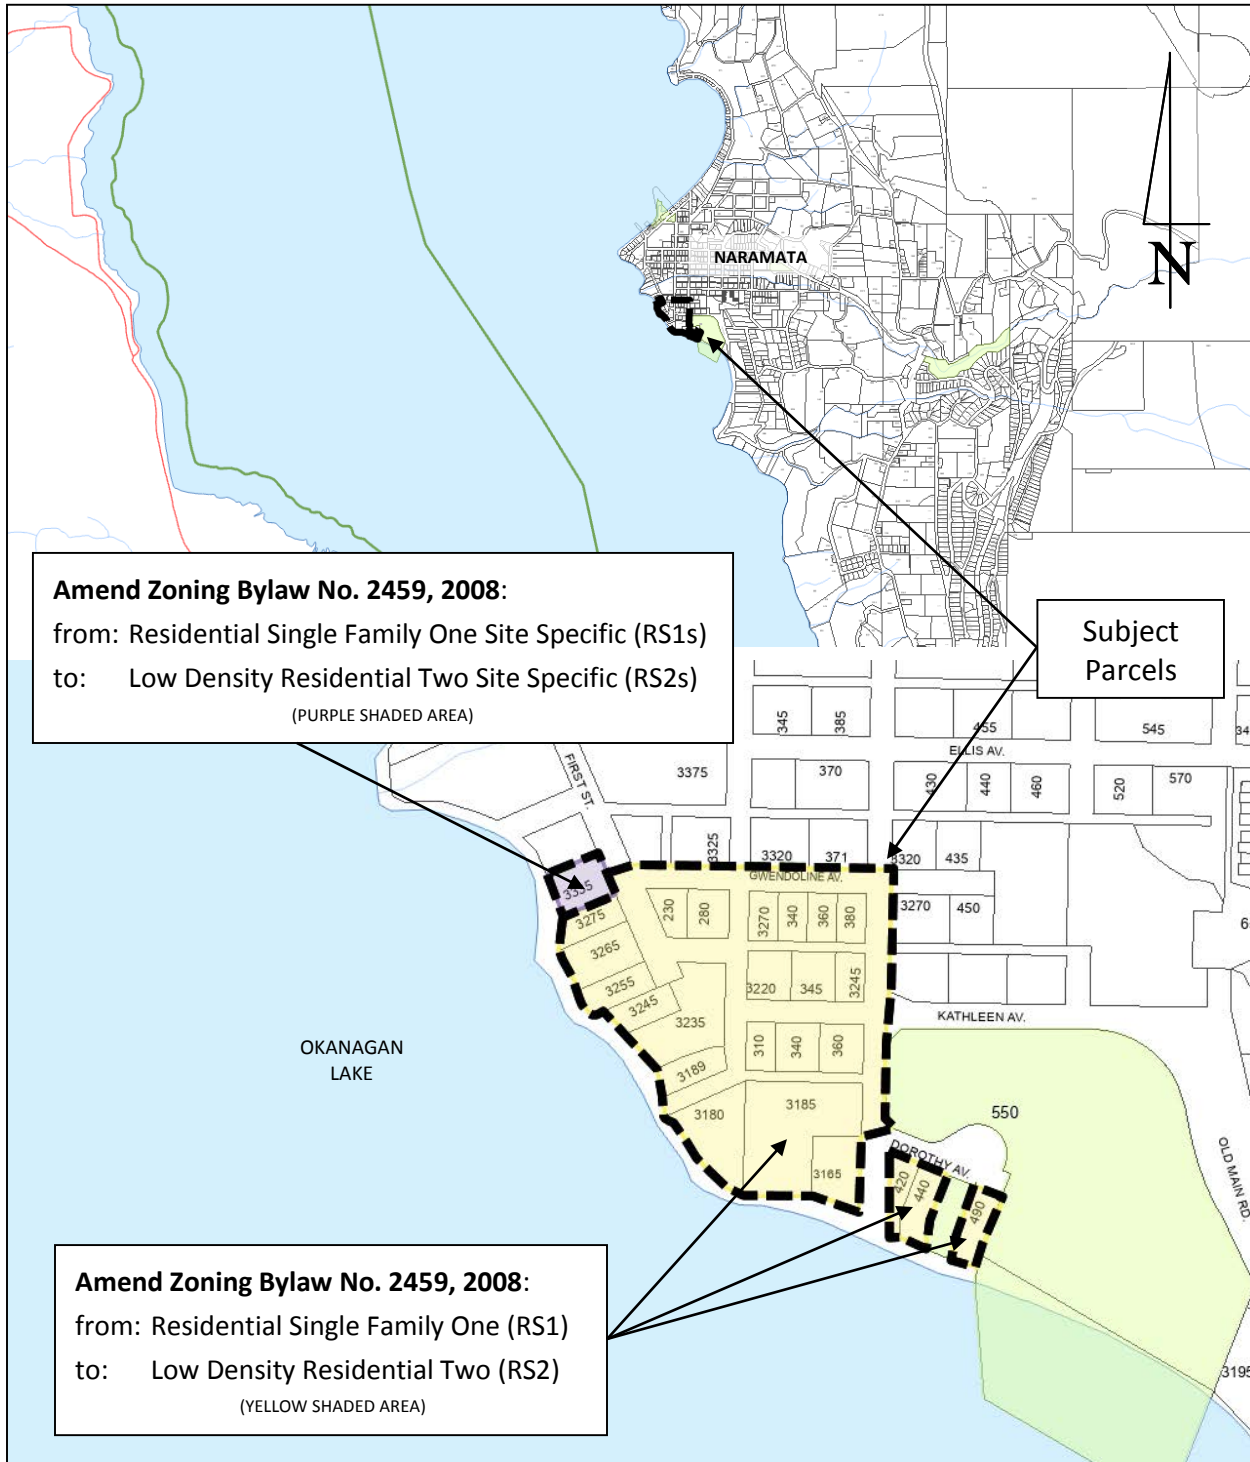 NARAMATA
N
Amend Zoning Bylaw No. 2459, 2008:
from: Residential Single Family One Site Specific (RS1s)
to: Low Density Residential Two Site Specific (RS2s)
(PURPLE SHADED AREA)
Subject
Parcels
345
385
455
545
ELLIS AV.
FIRST ST.
3375
370
430
440
460
520
570
3325
3320
371
3320
435
GWENDOLINE AV.
3335
3275
230
280
3270
340
360
380
3270
450
3265
3255
3245
3220
345
3245
3235
KATHLEEN AV.
310
340
360
OKANAGAN
LAKE
3189
3180
3185
550
3165
DOROTHY AV.
420
440
490
OLD MAIN RD.
3195
Amend Zoning Bylaw No. 2459, 2008:
from: Residential Single Family One (RS1)
to: Low Density Residential Two (RS2)
(YELLOW SHADED AREA)